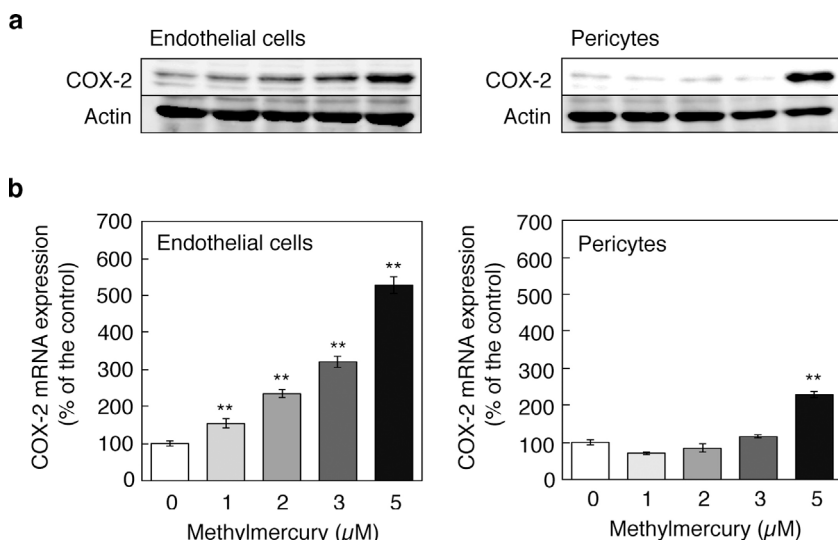 a
Endothelial cells
COX-2
Actin
Pericytes
COX-2
Actin
b
COX-2 mRNA expression
(% of the control)
700
600
500
400
300
200
100
0
Endothelial cells
**
**
**
**
0 1 2 3 5
Methylmercury (µM)
COX-2 mRNA expression
(% of the control)
700
600
500
400
300
200
100
0
Pericytes
**
0 1 2 3 5
Methylmercury (µM)